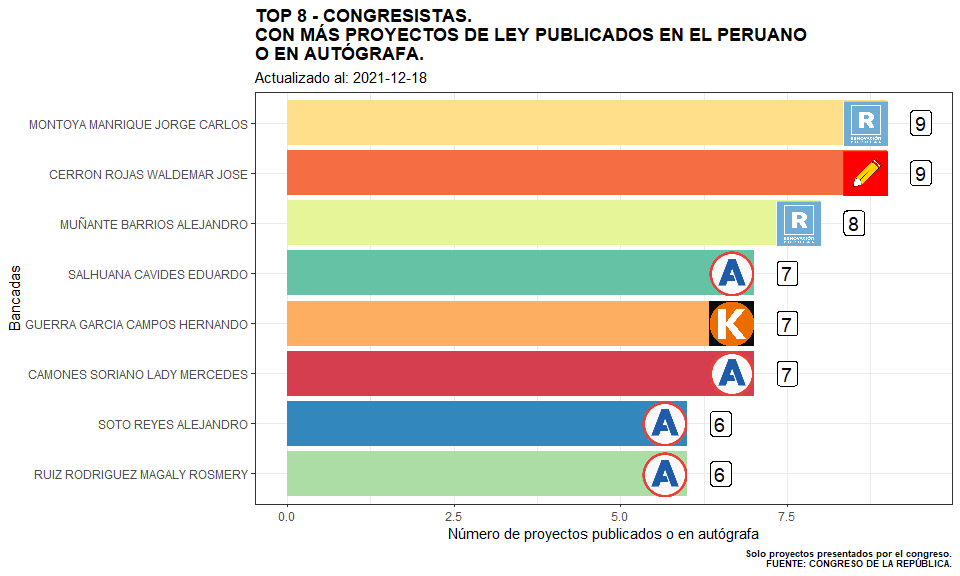 TOP 8 - CONGRESISTAS.
CON MÁS PROYECTOS DE LEY PUBLICADOS EN EL PERUANO
O EN AUTÓGRAFA.
Actualizado al: 2021-12-18
Bancadas
MONTOYA MANRIQUE JORGE CARLOS R RENOVACIÓN POPULAR 9
CERRON ROJAS WALDEMAR JOSE 9
MUÑANTE BARRIOS ALEJANDRO R RENOVACIÓN POPULAR 8
SALHUANA CAVIDES EDUARDO A 7
GUERRA GARCIA CAMPOS HERNANDO K 7
CAMONES SORIANO LADY MERCEDES A 7
SOTO REYES ALEJANDRO A 6
RUIZ RODRIGUEZ MAGALY ROSMERY A 6
0.0 2.5 5.0 7.5
Número de proyectos publicados o en autógrafa
Solo proyectos presentados por el congreso.
FUENTE: CONGRESO DE LA REPÚBLICA.